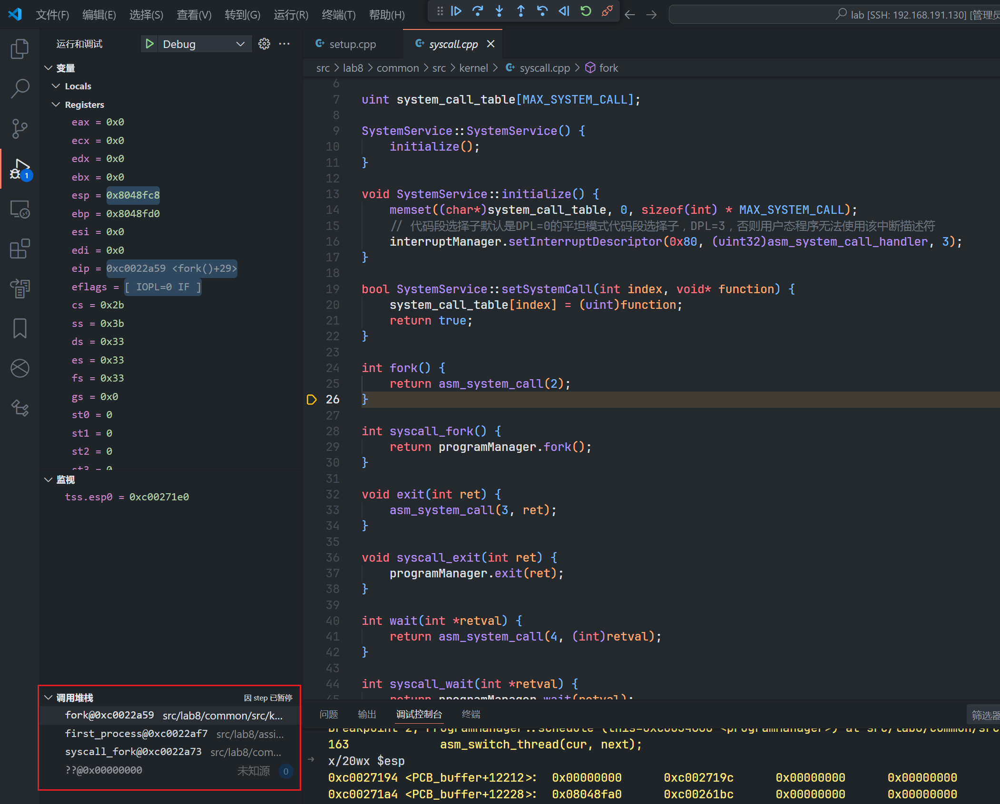 文件(F) 编辑(E) 选择(S) 查看(V) 转到(G) 运行(R) 终端(T) 帮助(H)
lab [SSH: 192.168.191.130] [管理员
运行和调试
Debug
变量
Locals
Registers
eax = 0x0
ecx = 0x0
edx = 0x0
ebx = 0x0
esp = 0x8048fc8
ebp = 0x8048fd0
esi = 0x0
edi = 0x0
eip = 0xc0022a59 <fork()+29>
eflags = [ IOPL=0 IF ]
cs = 0x2b
ss = 0x3b
ds = 0x33
es = 0x33
fs = 0x33
gs = 0x0
st0 = 0
st1 = 0
st2 = 0
st3 = 0
监视
tss.esp0 = 0xc00271e0
调用堆栈 因 step 已暂停
fork@0xc0022a59 src/lab8/common/src/k...
first_process@0xc0022af7 src/lab8/assi...
syscall_fork@0xc0022a73 src/lab8/com...
??@0x00000000 未知源 0
1
setup.cpp
syscall.cpp
src > lab8 > common > src > kernel > syscall.cpp > fork
6
7 uint system_call_table[MAX_SYSTEM_CALL];
8
9 SystemService::SystemService() {
10 initialize();
11 }
12
13 void SystemService::initialize() {
14 memset((char*)system_call_table, 0, sizeof(int) * MAX_SYSTEM_CALL);
15 // 代码段选择子默认是DPL=0的平坦模式代码段选择子，DPL=3，否则用户态程序无法使用该中断描述符
16 interruptManager.setInterruptDescriptor(0x80, (uint32)asm_system_call_handler, 3);
17 }
18
19 bool SystemService::setSystemCall(int index, void* function) {
20 system_call_table[index] = (uint)function;
21 return true;
22 }
23
24 int fork() {
25 return asm_system_call(2);
26 }
27
28 int syscall_fork() {
29 return programManager.fork();
30 }
31
32 void exit(int ret) {
33 asm_system_call(3, ret);
34 }
35
36 void syscall_exit(int ret) {
37 programManager.exit(ret);
38 }
39
40 int wait(int *retval) {
41 return asm_system_call(4, (int)retval);
42 }
43
44 int syscall_wait(int *retval) {
45 return programManager.wait(retval);
问题 输出 调试控制台 终端
筛选器
163 asm_switch_thread(cur, next);
x/20wx $esp
0xc0027194 <PCB_buffer+12212>: 0x00000000 0xc002719c 0x00000000 0x00000000
0xc00271a4 <PCB_buffer+12228>: 0x08048fa0 0xc00261bc 0x00000000 0x00000000